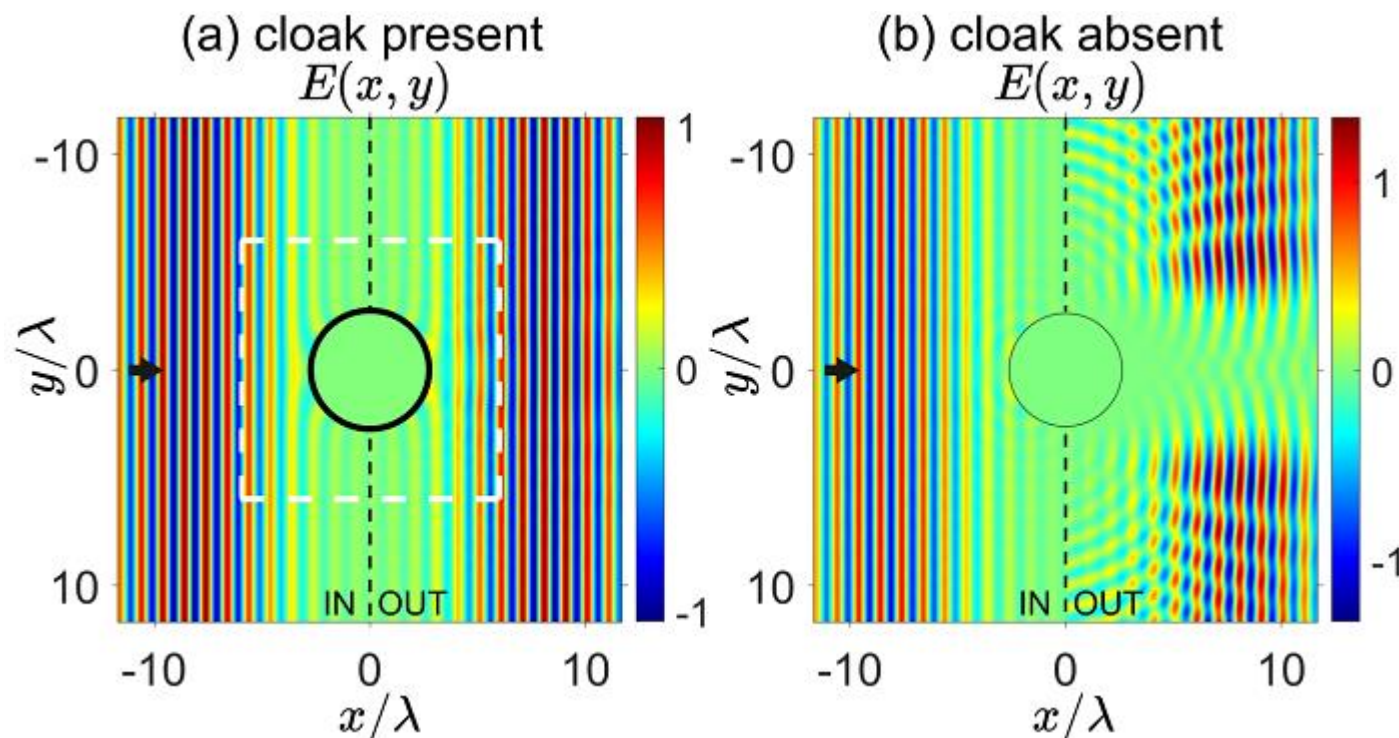 (a) cloak present
E(x, y)
-10
0
10
y/λ
IN OUT
-10
0
10
x/λ
1
0
-1
(b) cloak absent
E(x, y)
-10
0
10
y/λ
IN OUT
-10
0
10
x/λ
1
0
-1